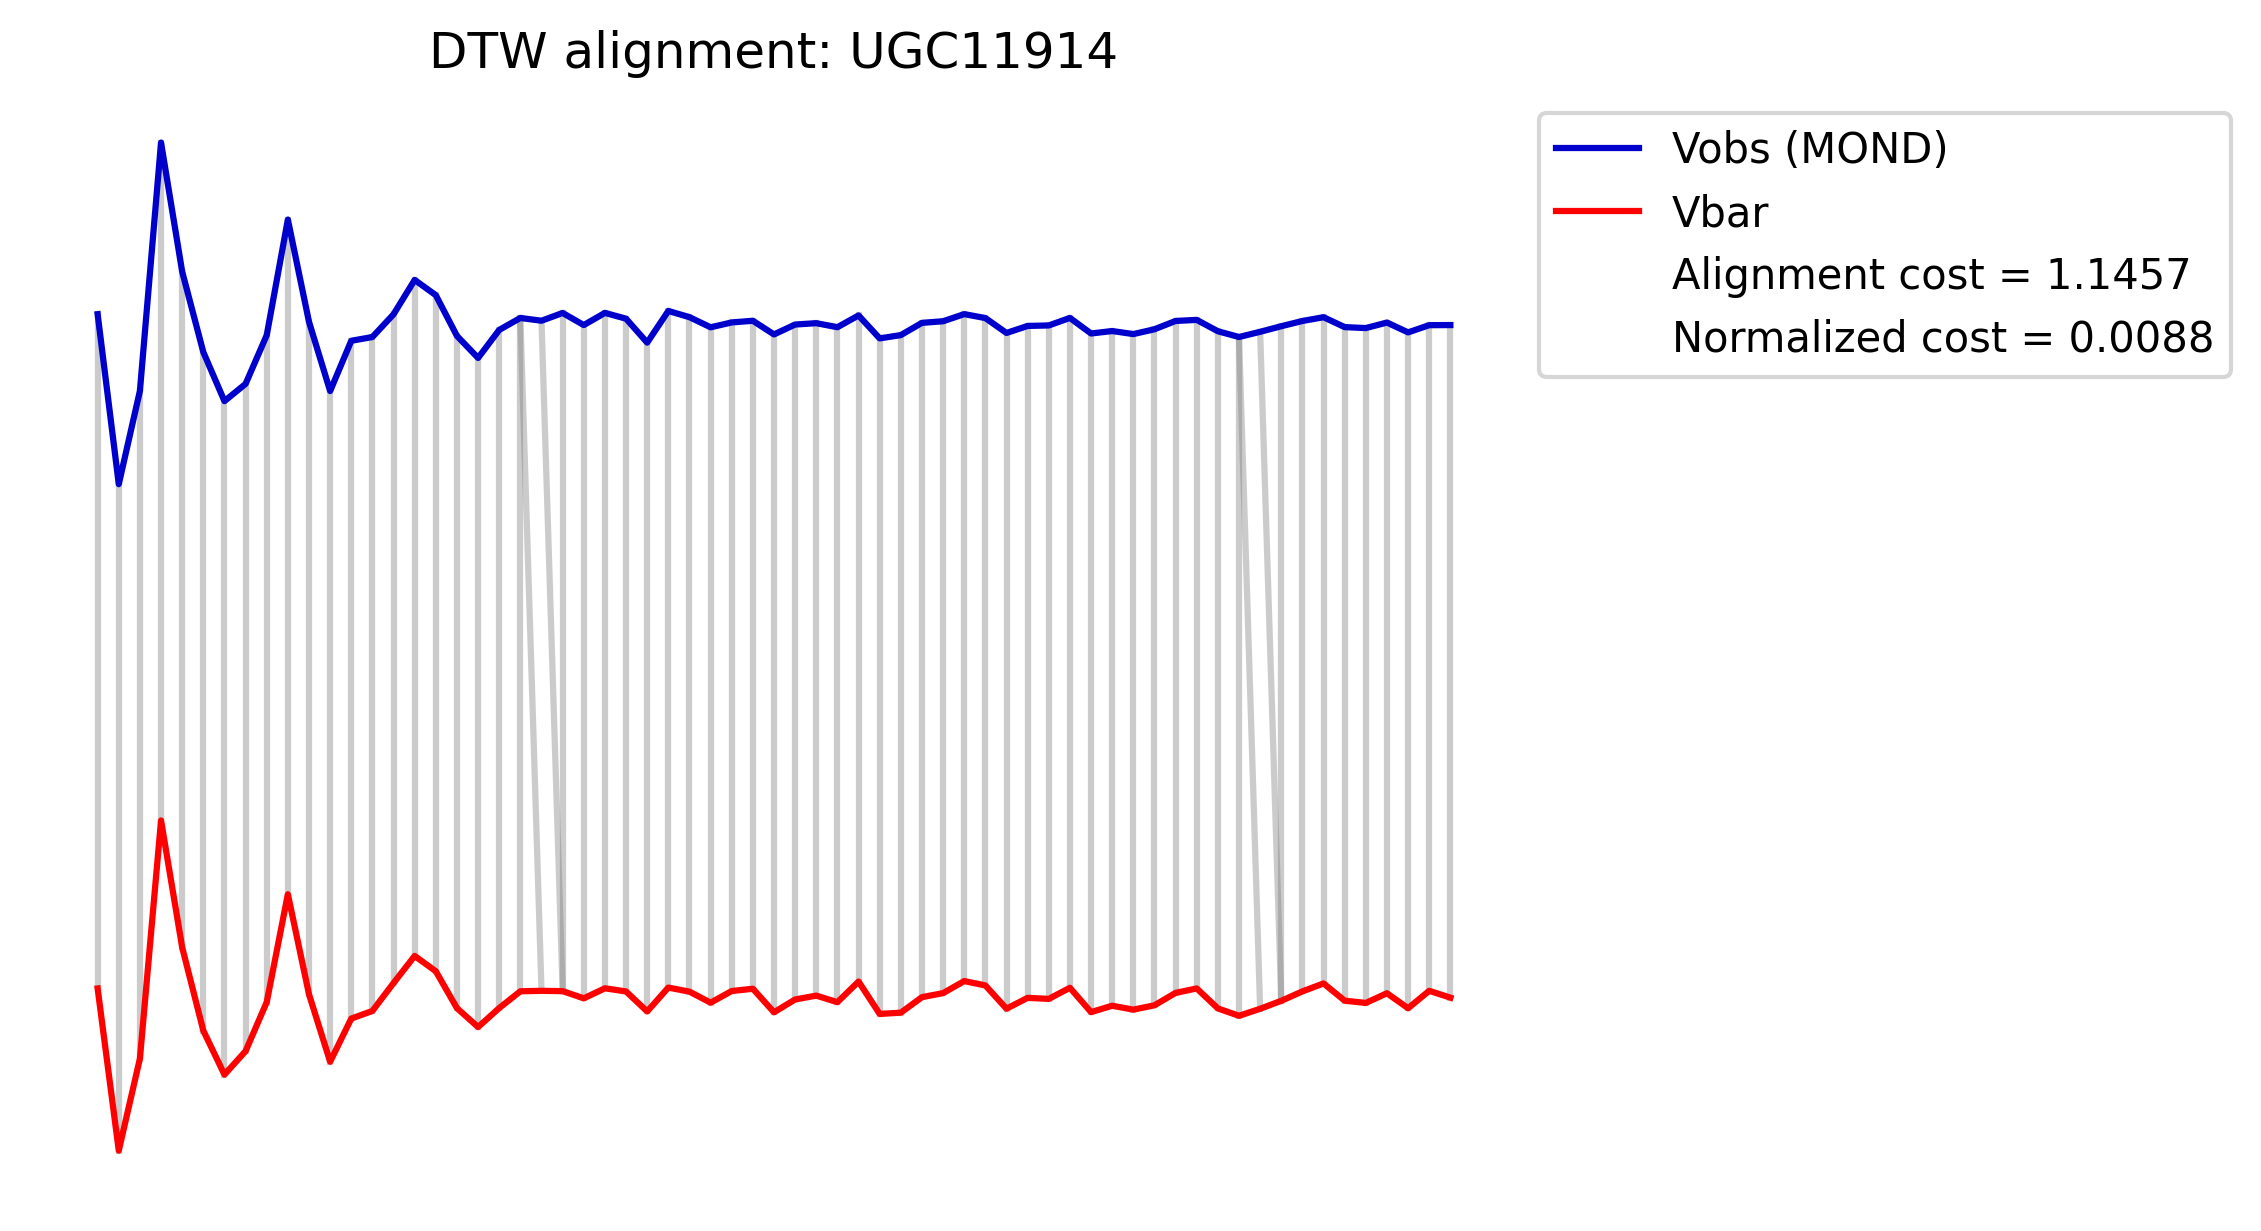 DTW alignment: UGC11914
Vobs (MOND)
Vbar
Alignment cost = 1.1457
Normalized cost = 0.0088